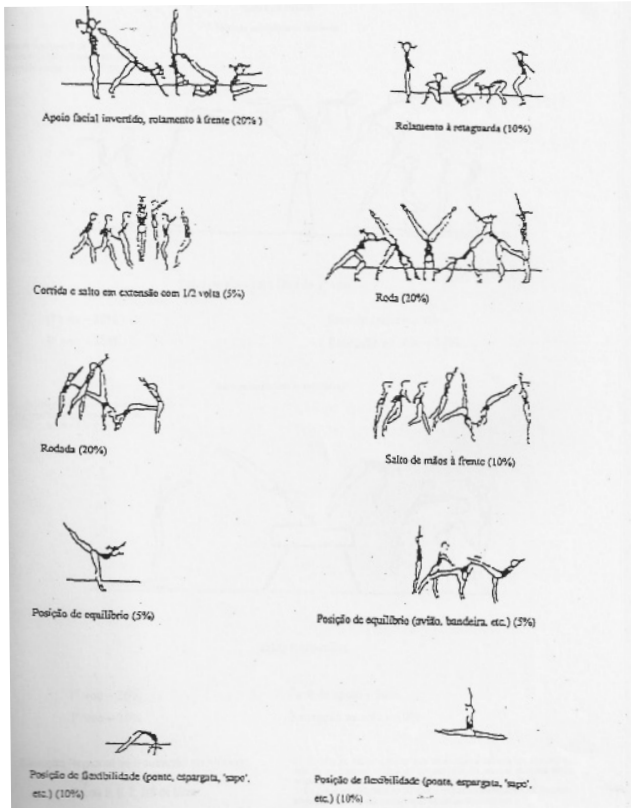 Apoio facial invertido, rolamento à frente (20%)
Rolamento à retaguarda (10%)
Corrida e salto em extensão com 1/2 volta (5%)
Roda (20%)
Rodada (20%)
Salto de mãos à frente (10%)
Posição de equilíbrio (5%)
Posição de equilíbrio (avião, bandeira, etc.) (5%)
Posição de flexibilidade (ponte, espargata, 'sapo',
etc.) (10%)
Posição de flexibilidade (ponte, espargata, 'sapo',
etc.) (10%)